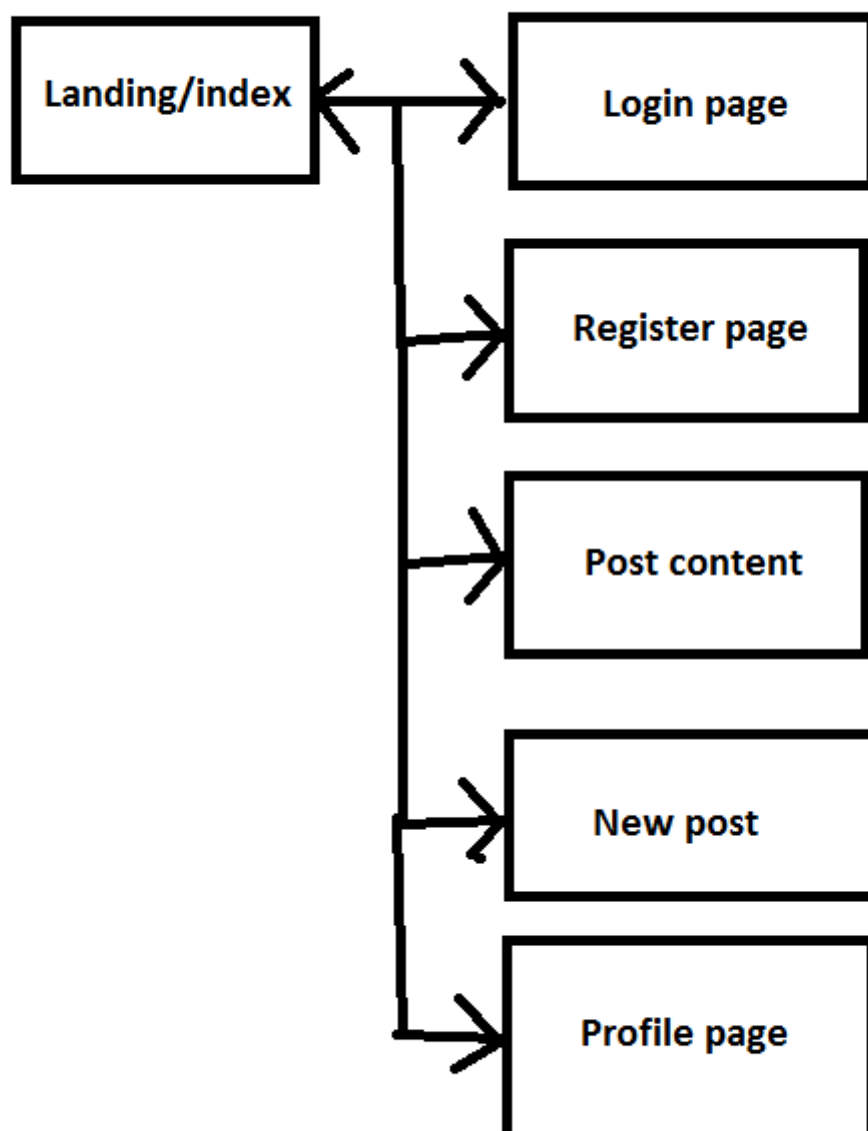 Landing/index
Login page
Register page
Post content
New post
Profile page